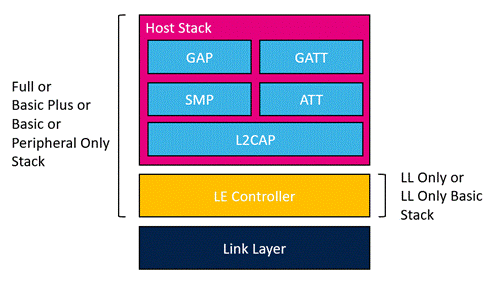 Host Stack
GAP
GATT
SMP
ATT
L2CAP
Full or
Basic Plus or
Basic or
Peripheral Only
Stack
LE Controller
LL Only or
LL Only Basic
Stack
Link Layer